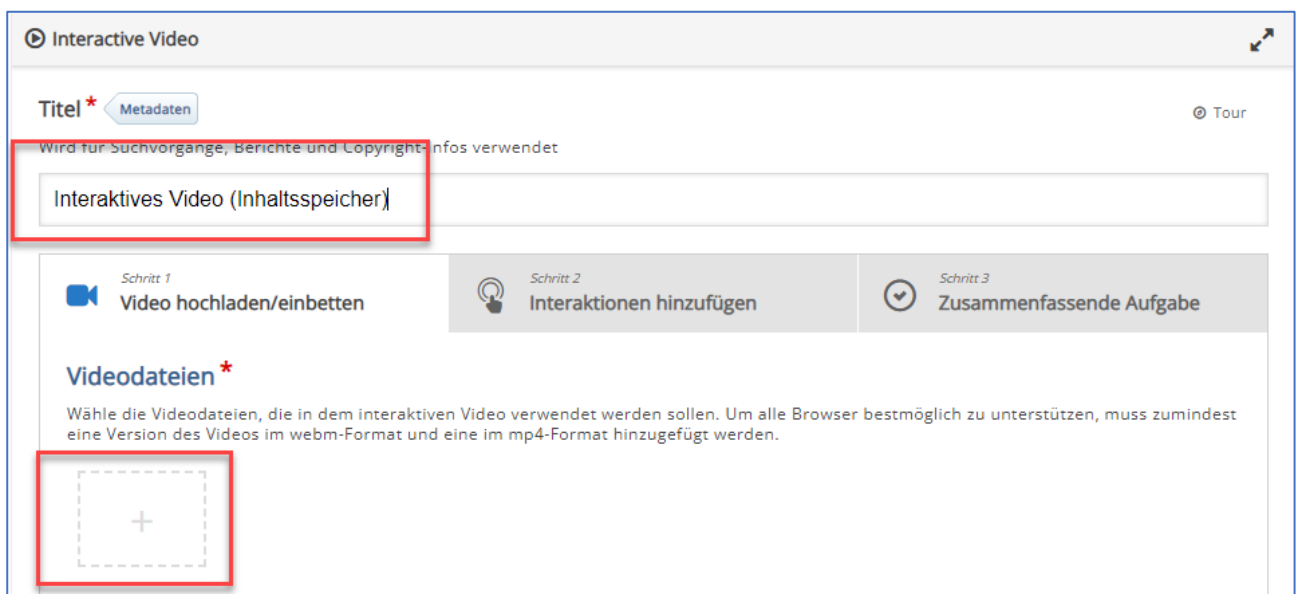 Interactive Video
Titel * Metadaten
Tour
Wird für Suchvorgänge, Berichte und Copyright-Infos verwendet
Interaktives Video (Inhaltsspeicher)
Schritt 1
Video hochladen/einbetten
Schritt 2
Interaktionen hinzufügen
Schritt 3
Zusammenfassende Aufgabe
Videodateien *
Wähle die Videodateien, die in dem interaktiven Video verwendet werden sollen. Um alle Browser bestmöglich zu unterstützen, muss zumindest
eine Version des Videos im webm-Format und eine im mp4-Format hinzugefügt werden.
+